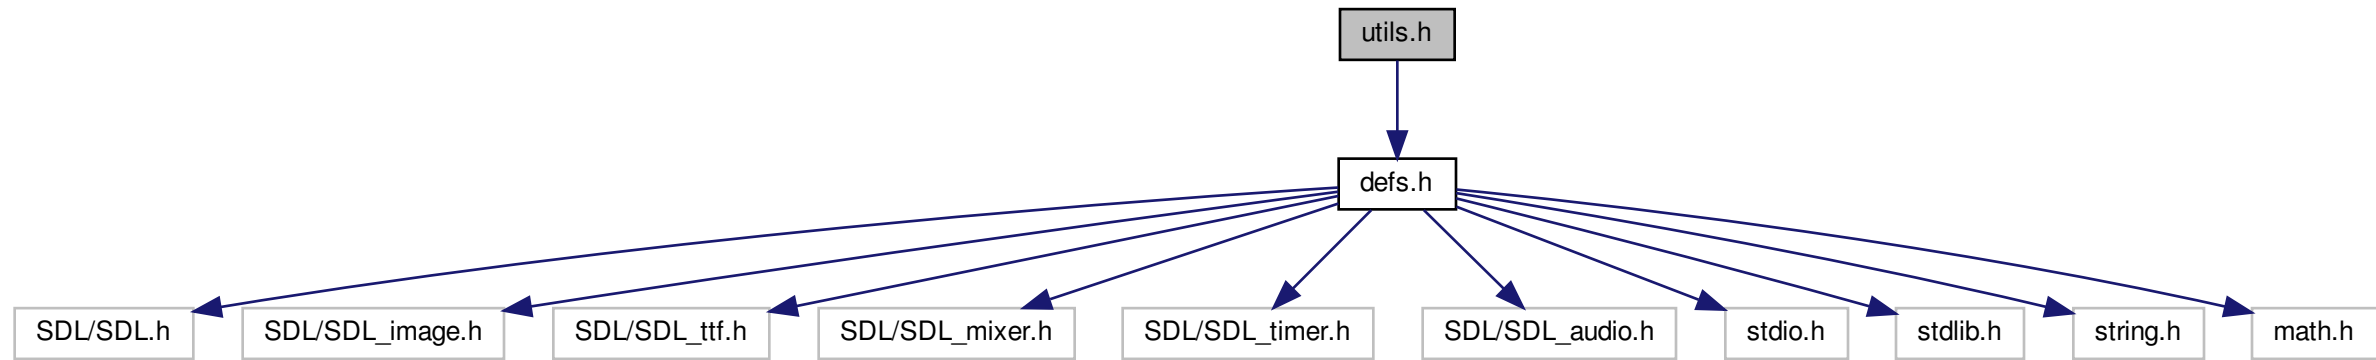 utils.h
defs.h
SDL/SDL.h
SDL/SDL_image.h
SDL/SDL_ttf.h
SDL/SDL_mixer.h
SDL/SDL_timer.h
SDL/SDL_audio.h
stdio.h
stdlib.h
string.h
math.h